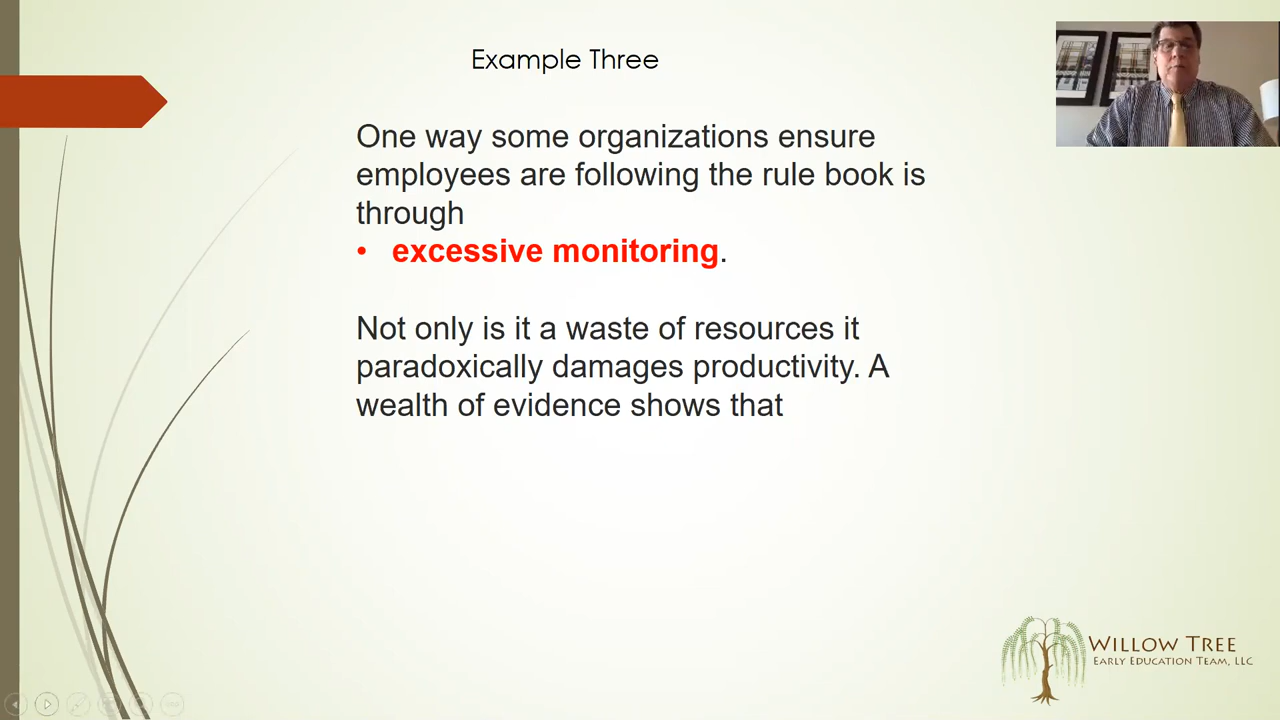 Example Three
One way some organizations ensure
employees are following the rule book is
through
• excessive monitoring.
Not only is it a waste of resources it
paradoxically damages productivity. A
wealth of evidence shows that
WILLOW TREE
EARLY EDUCATION TEAM, LLC